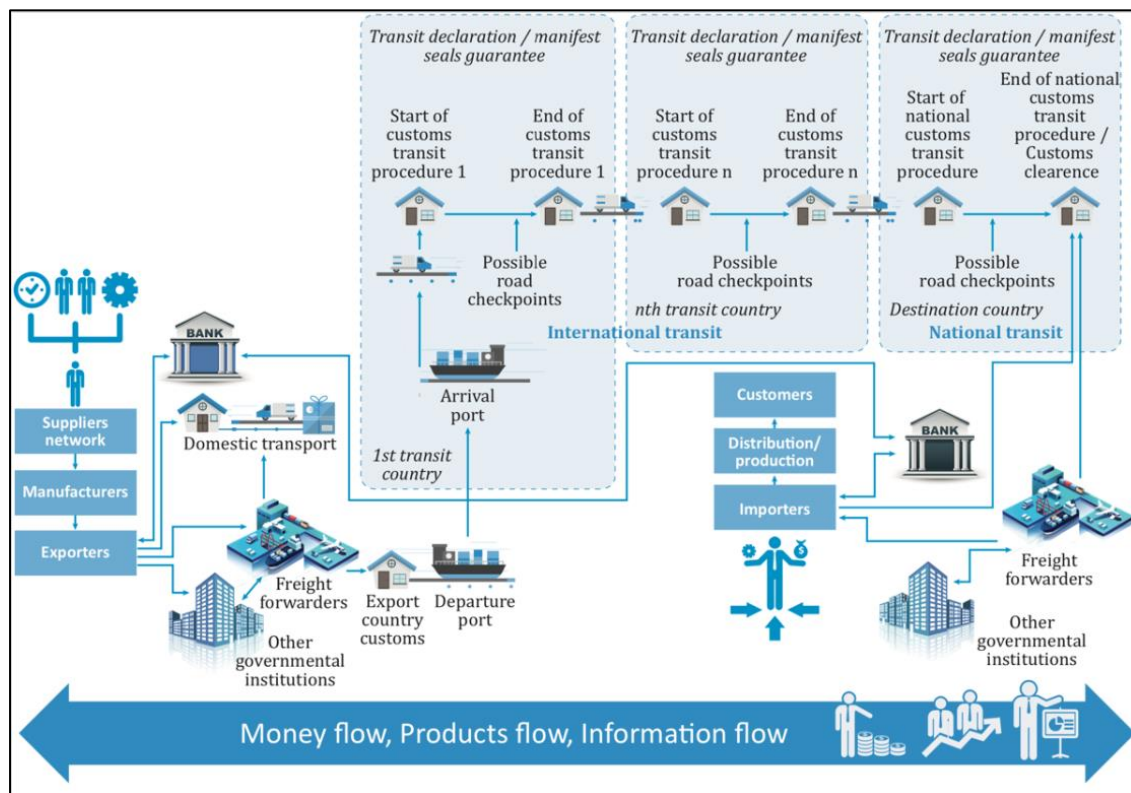 Transit declaration / manifest
seals guarantee
Start of
customs
transit
procedure 1
End of
customs
transit
procedure 1
Possible
road
checkpoints
Arrival
port
1st transit
country
International transit
Transit declaration / manifest
seals guarantee
Start of
customs
transit
procedure n
End of
customs
transit
procedure n
Possible
road checkpoints
nth transit country
Transit declaration / manifest
seals guarantee
Start of
national
customs
transit
procedure
End of national
customs
transit
procedure /
Customs
clearence
Possible
road checkpoints
Destination country
National transit
BANK
Suppliers
network
Manufacturers
Exporters
Domestic transport
Freight
forwarders
Other
governmental
institutions
Export
country
customs
Departure
port
Customers
Distribution/
production
Importers
BANK
Freight
forwarders
Other
governmental
institutions
Money flow, Products flow, Information flow